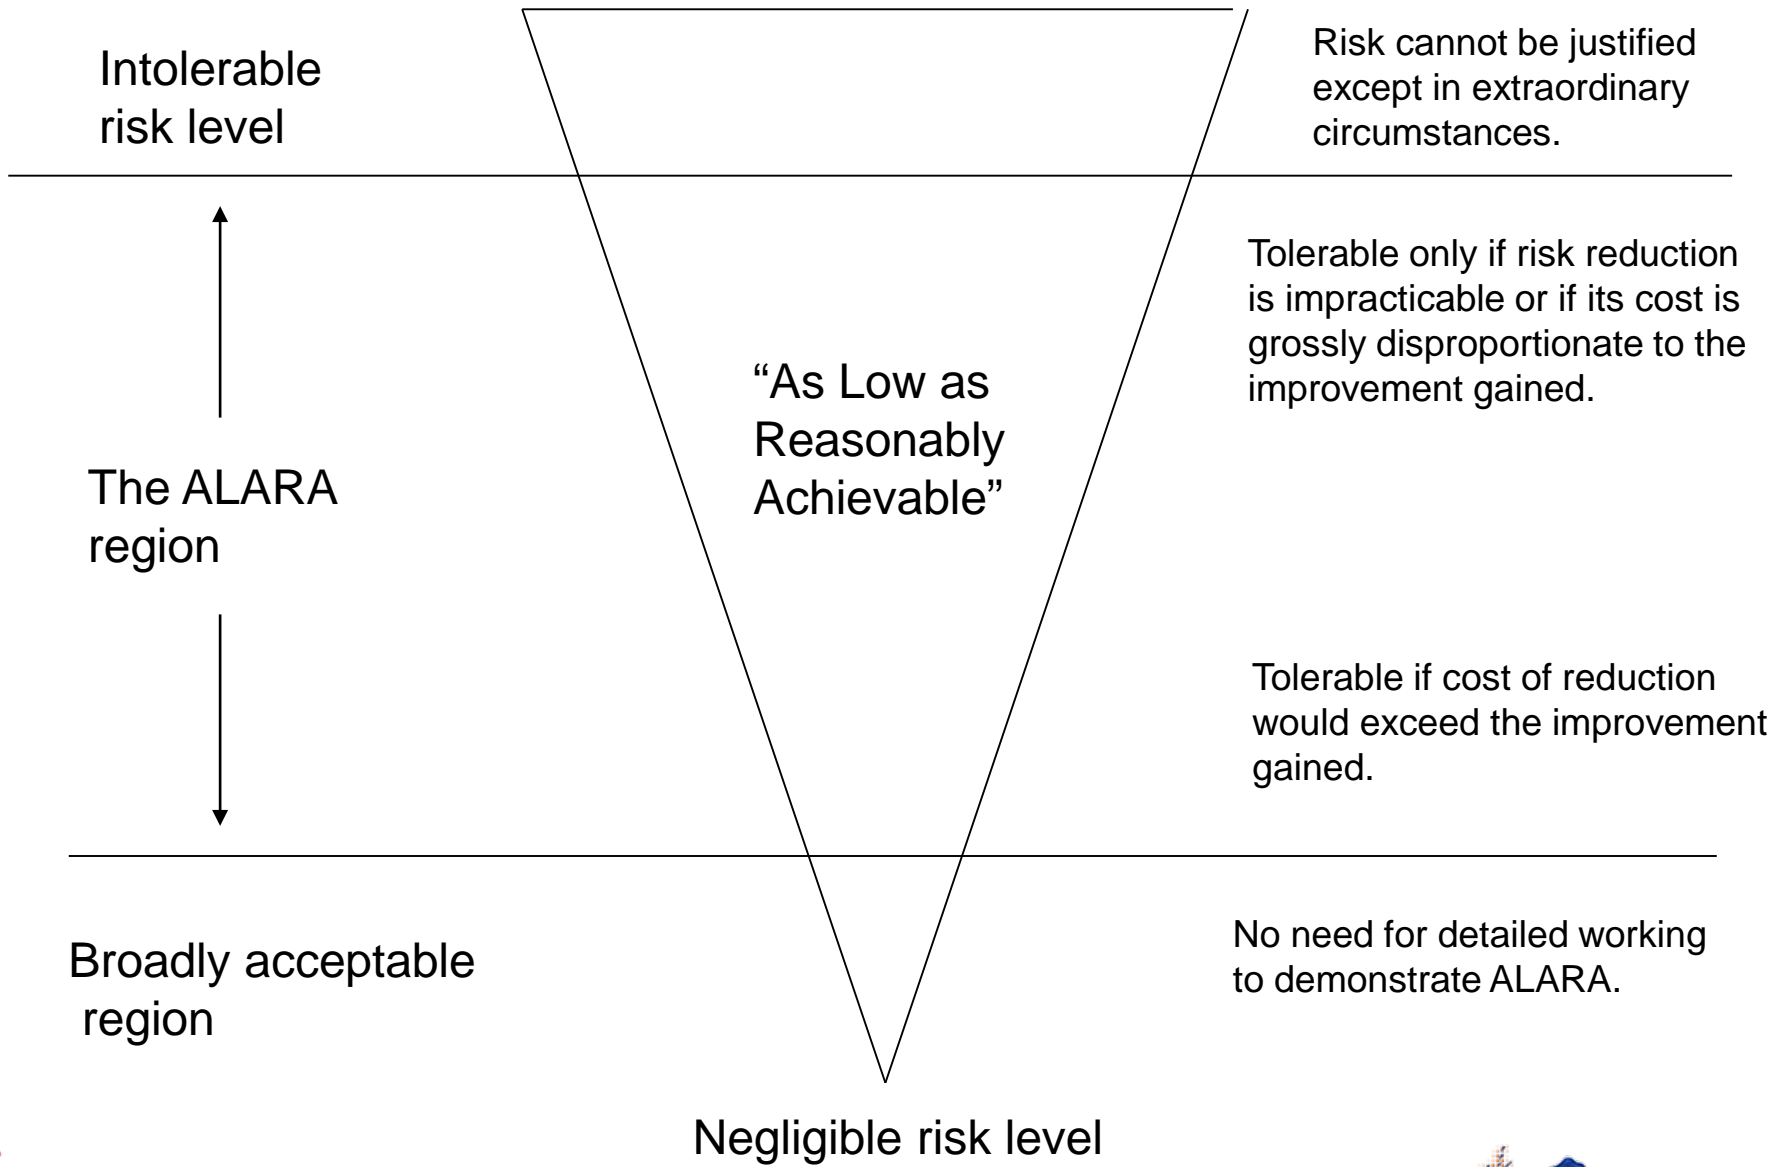 Intolerable
risk level
Risk cannot be justified
except in extraordinary
circumstances.
Tolerable only if risk reduction
is impracticable or if its cost is
grossly disproportionate to the
improvement gained.
“As Low as
Reasonably
Achievable”
The ALARA
region
Tolerable if cost of reduction
would exceed the improvement
gained.
Broadly acceptable
region
No need for detailed working
to demonstrate ALARA.
Negligible risk level